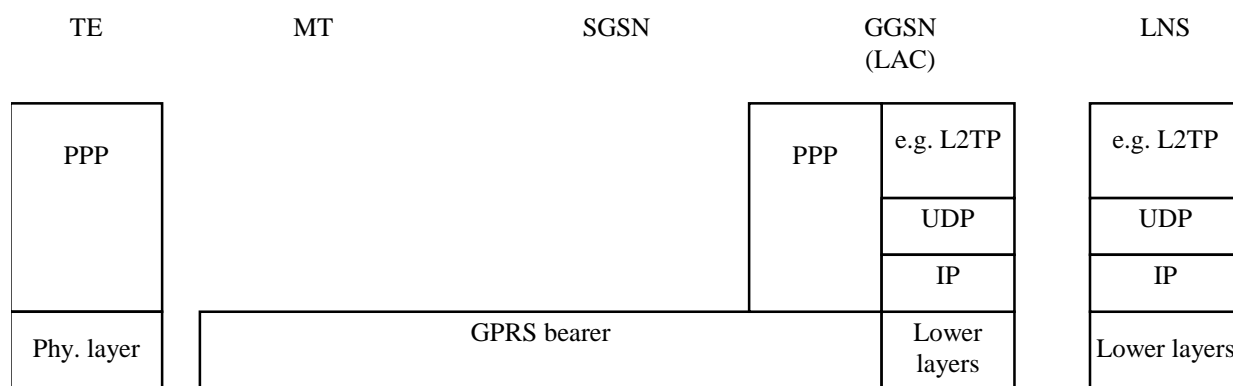 TE
MT
SGSN
GGSN
(LAC)
LNS
PPP
PPP
e.g. L2TP
e.g. L2TP
UDP
UDP
IP
IP
Phy. layer
GPRS bearer
Lower
layers
Lower layers